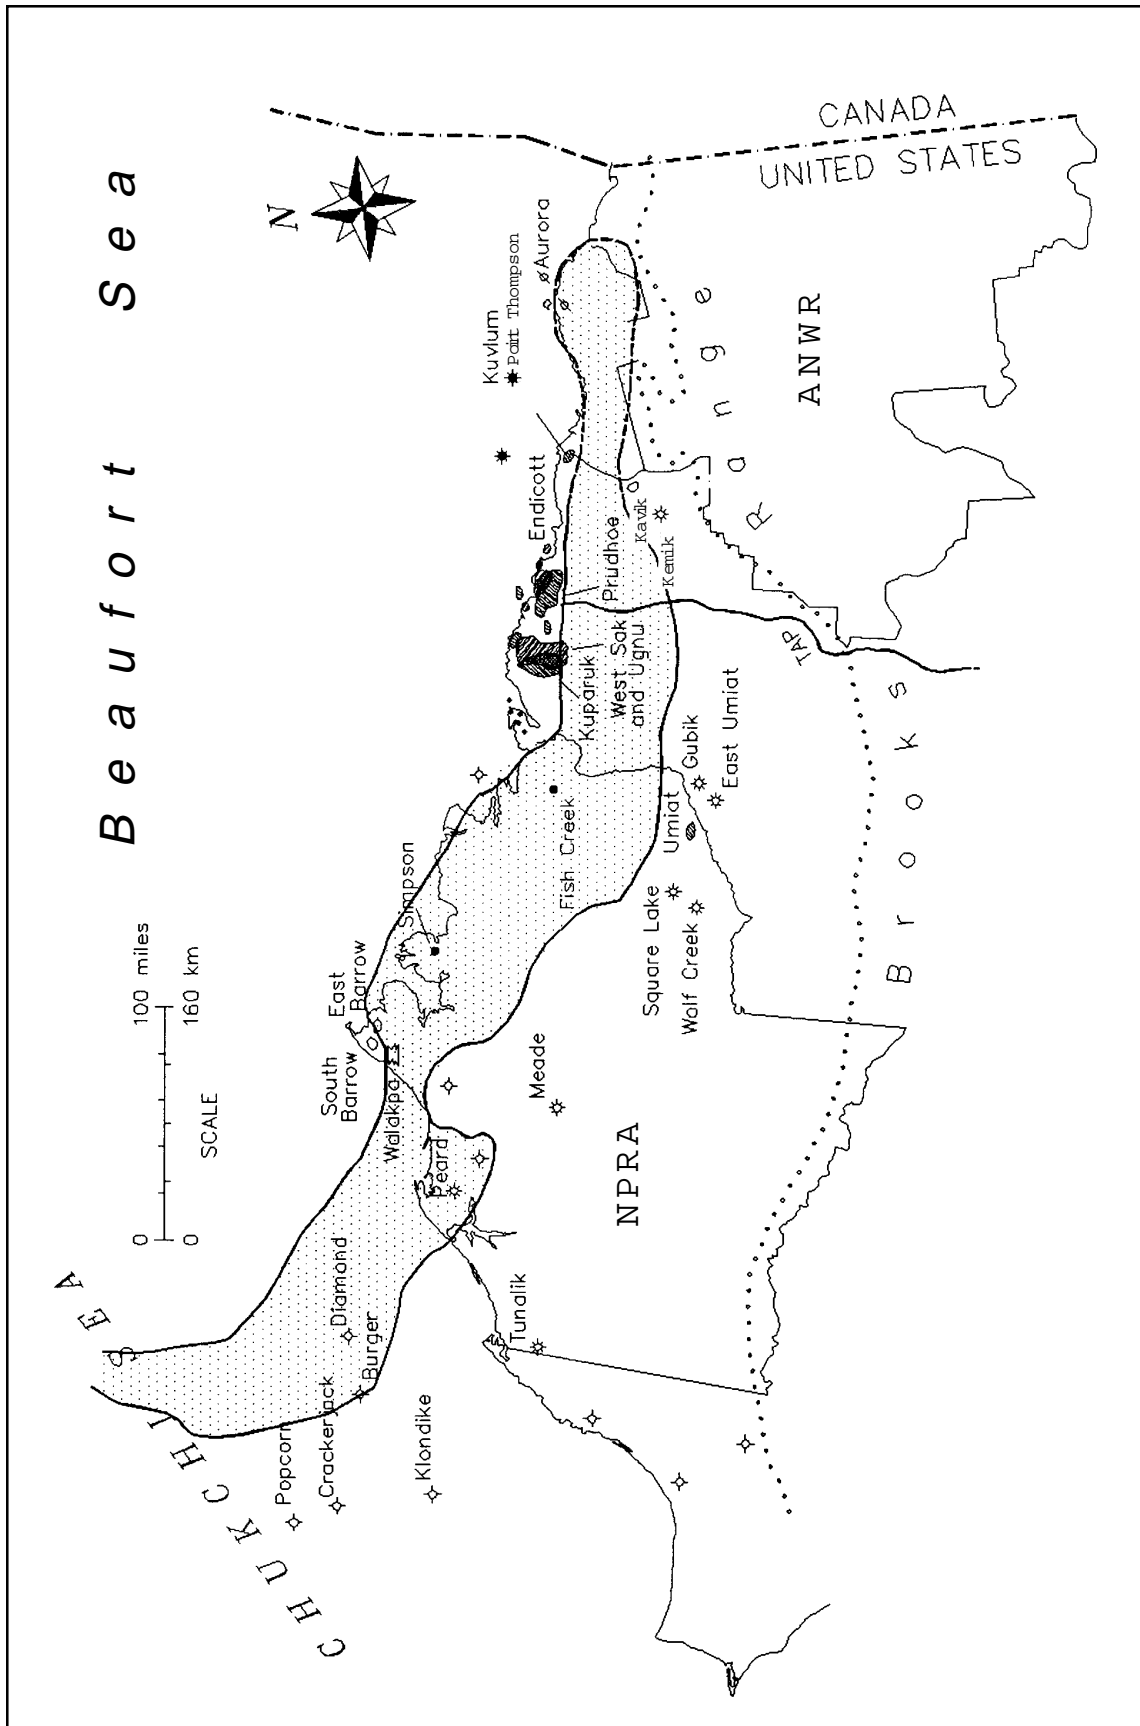 Beaufort Sea
CHUKCHI SEA
N
0 100 miles
0 160 km
SCALE
CANADA
UNITED STATES
Kuvlum
Point Thompson
Aurora
Endicott
Prudhoe
Kavik
Kemik
West Sak
and Ugnu
Kuparuk
TAP
Gubik
East Umiat
Umiat
Fish Creek
Simpson
Square Lake
Wolf Creek
East
Barrow
South
Barrow
Walakpa
Meade
Peard
NPRA
Diamond
Burger
Tunalik
Popcorn
Crackerjack
Klondike
Brooks Range
ANWR